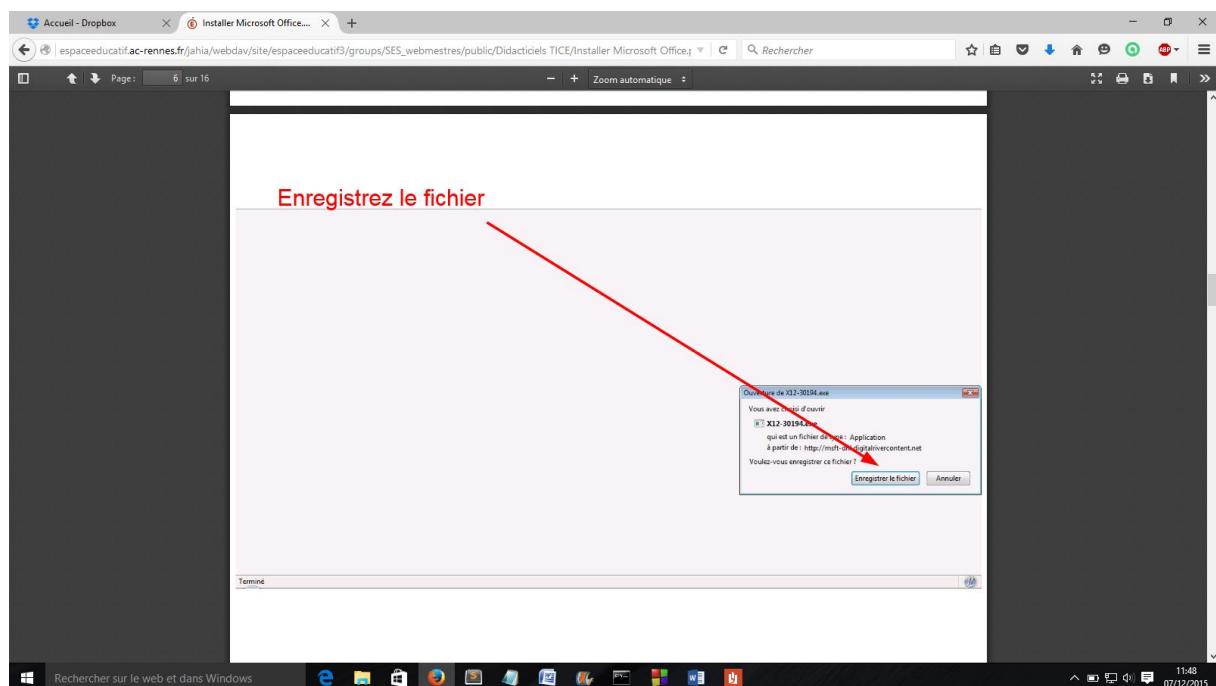 Accueil - Dropbox
Installer Microsoft Office....
espaceeducatif.ac-rennes.fr/jahia/webdav/site/espaceeducatif3/groups/SES_webmestres/public/Didacticiels TICE/Installer Microsoft Office.p
Rechercher
ABP
Page: 6 sur 16
Zoom automatique
Enregistrez le fichier
Ouverture de X12-30194.exe
Vous avez choisi d'ouvrir
X12-30194.exe
qui est un fichier de type : Application
à partir de : http://msft-dnl.digitalrivercontent.net
Voulez-vous enregistrer ce fichier ?
Enregistrer le fichier
Annuler
Terminé
Rechercher sur le web et dans Windows
11:48
07/12/2015